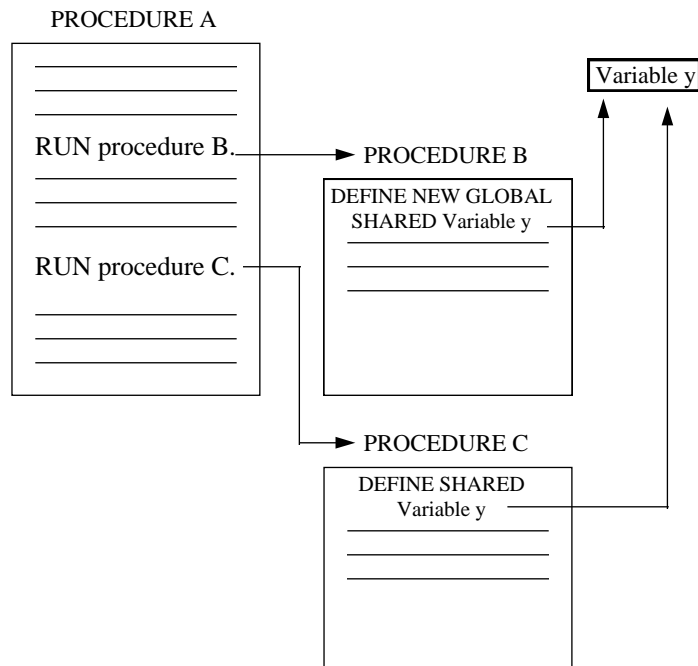 PROCEDURE A
Variable y
RUN procedure B.
PROCEDURE B
DEFINE NEW GLOBAL
SHARED Variable y
RUN procedure C.
PROCEDURE C
DEFINE SHARED
Variable y